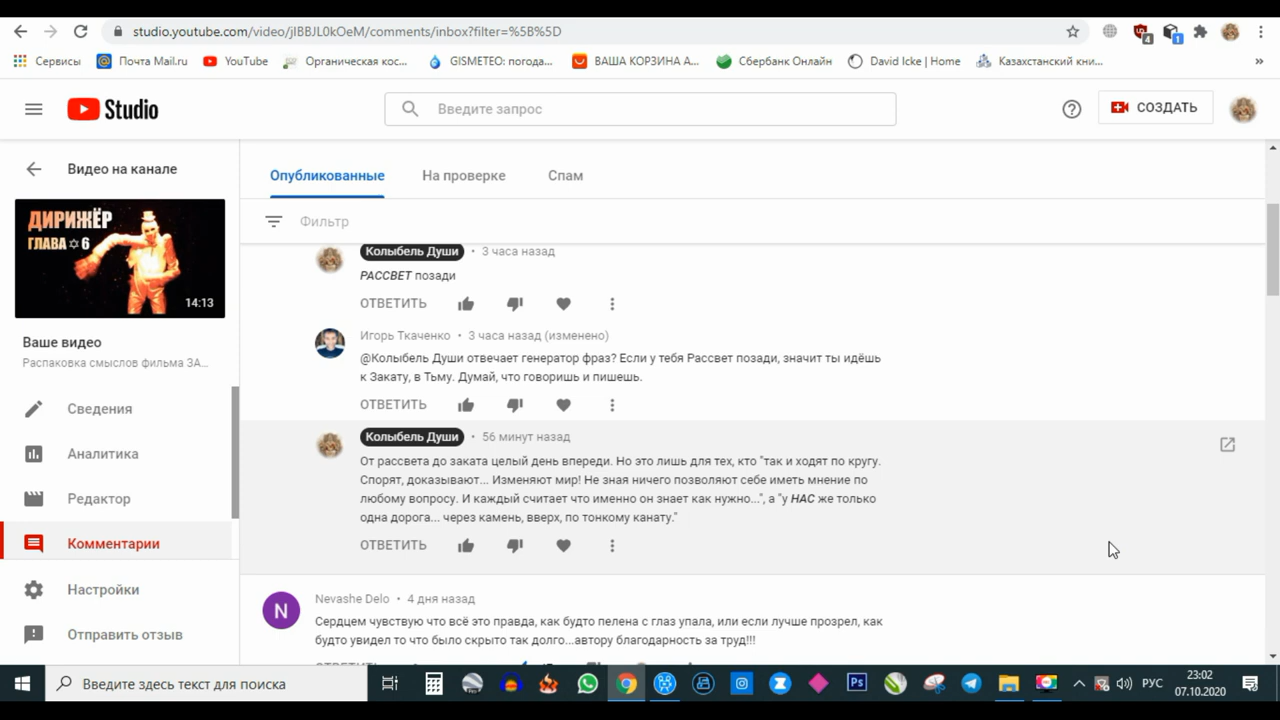 studio.youtube.com/video/jIBBJL0kOeM/comments/inbox?filter=%5B%5D
4
1
Сервисы
Почта Mail.ru
YouTube
Органическая кос...
GISMETEO: погода...
ВАША КОРЗИНА A...
Сбербанк Онлайн
David Icke | Home
Казахстанский кни...
»
Studio
Введите запрос
СОЗДАТЬ
Видео на канале
ДИРИЖЁР
ГЛАВА✡6
14:13
Ваше видео
Распаковка смыслов фильма ЗА...
Сведения
Аналитика
Редактор
Комментарии
Настройки
Отправить отзыв
Опубликованные
На проверке
Спам
Фильтр
Колыбель Души • 3 часа назад
РАССВЕТ позади
ОТВЕТИТЬ
Игорь Ткаченко • 3 часа назад (изменено)
@Колыбель Души отвечает генератор фраз? Если у тебя Рассвет позади, значит ты идёшь
к Закату, в Тьму. Думай, что говоришь и пишешь.
ОТВЕТИТЬ
Колыбель Души • 56 минут назад
От рассвета до заката целый день впереди. Но это лишь для тех, кто "так и ходят по кругу.
Спорят, доказывают... Изменяют мир! Не зная ничего позволяют себе иметь мнение по
любому вопросу. И каждый считает что именно он знает как нужно...", а "у НАС же только
одна дорога... через камень, вверх, по тонкому канату."
ОТВЕТИТЬ
N
Nevashe Delo • 4 дня назад
Сердцем чувствую что всё это правда, как будто пелена с глаз упала, или если лучше прозрел, как
будто увидел то что было скрыто так долго...автору благодарность за труд!!!
Введите здесь текст для поиска
Ps
РУС
23:02
07.10.2020